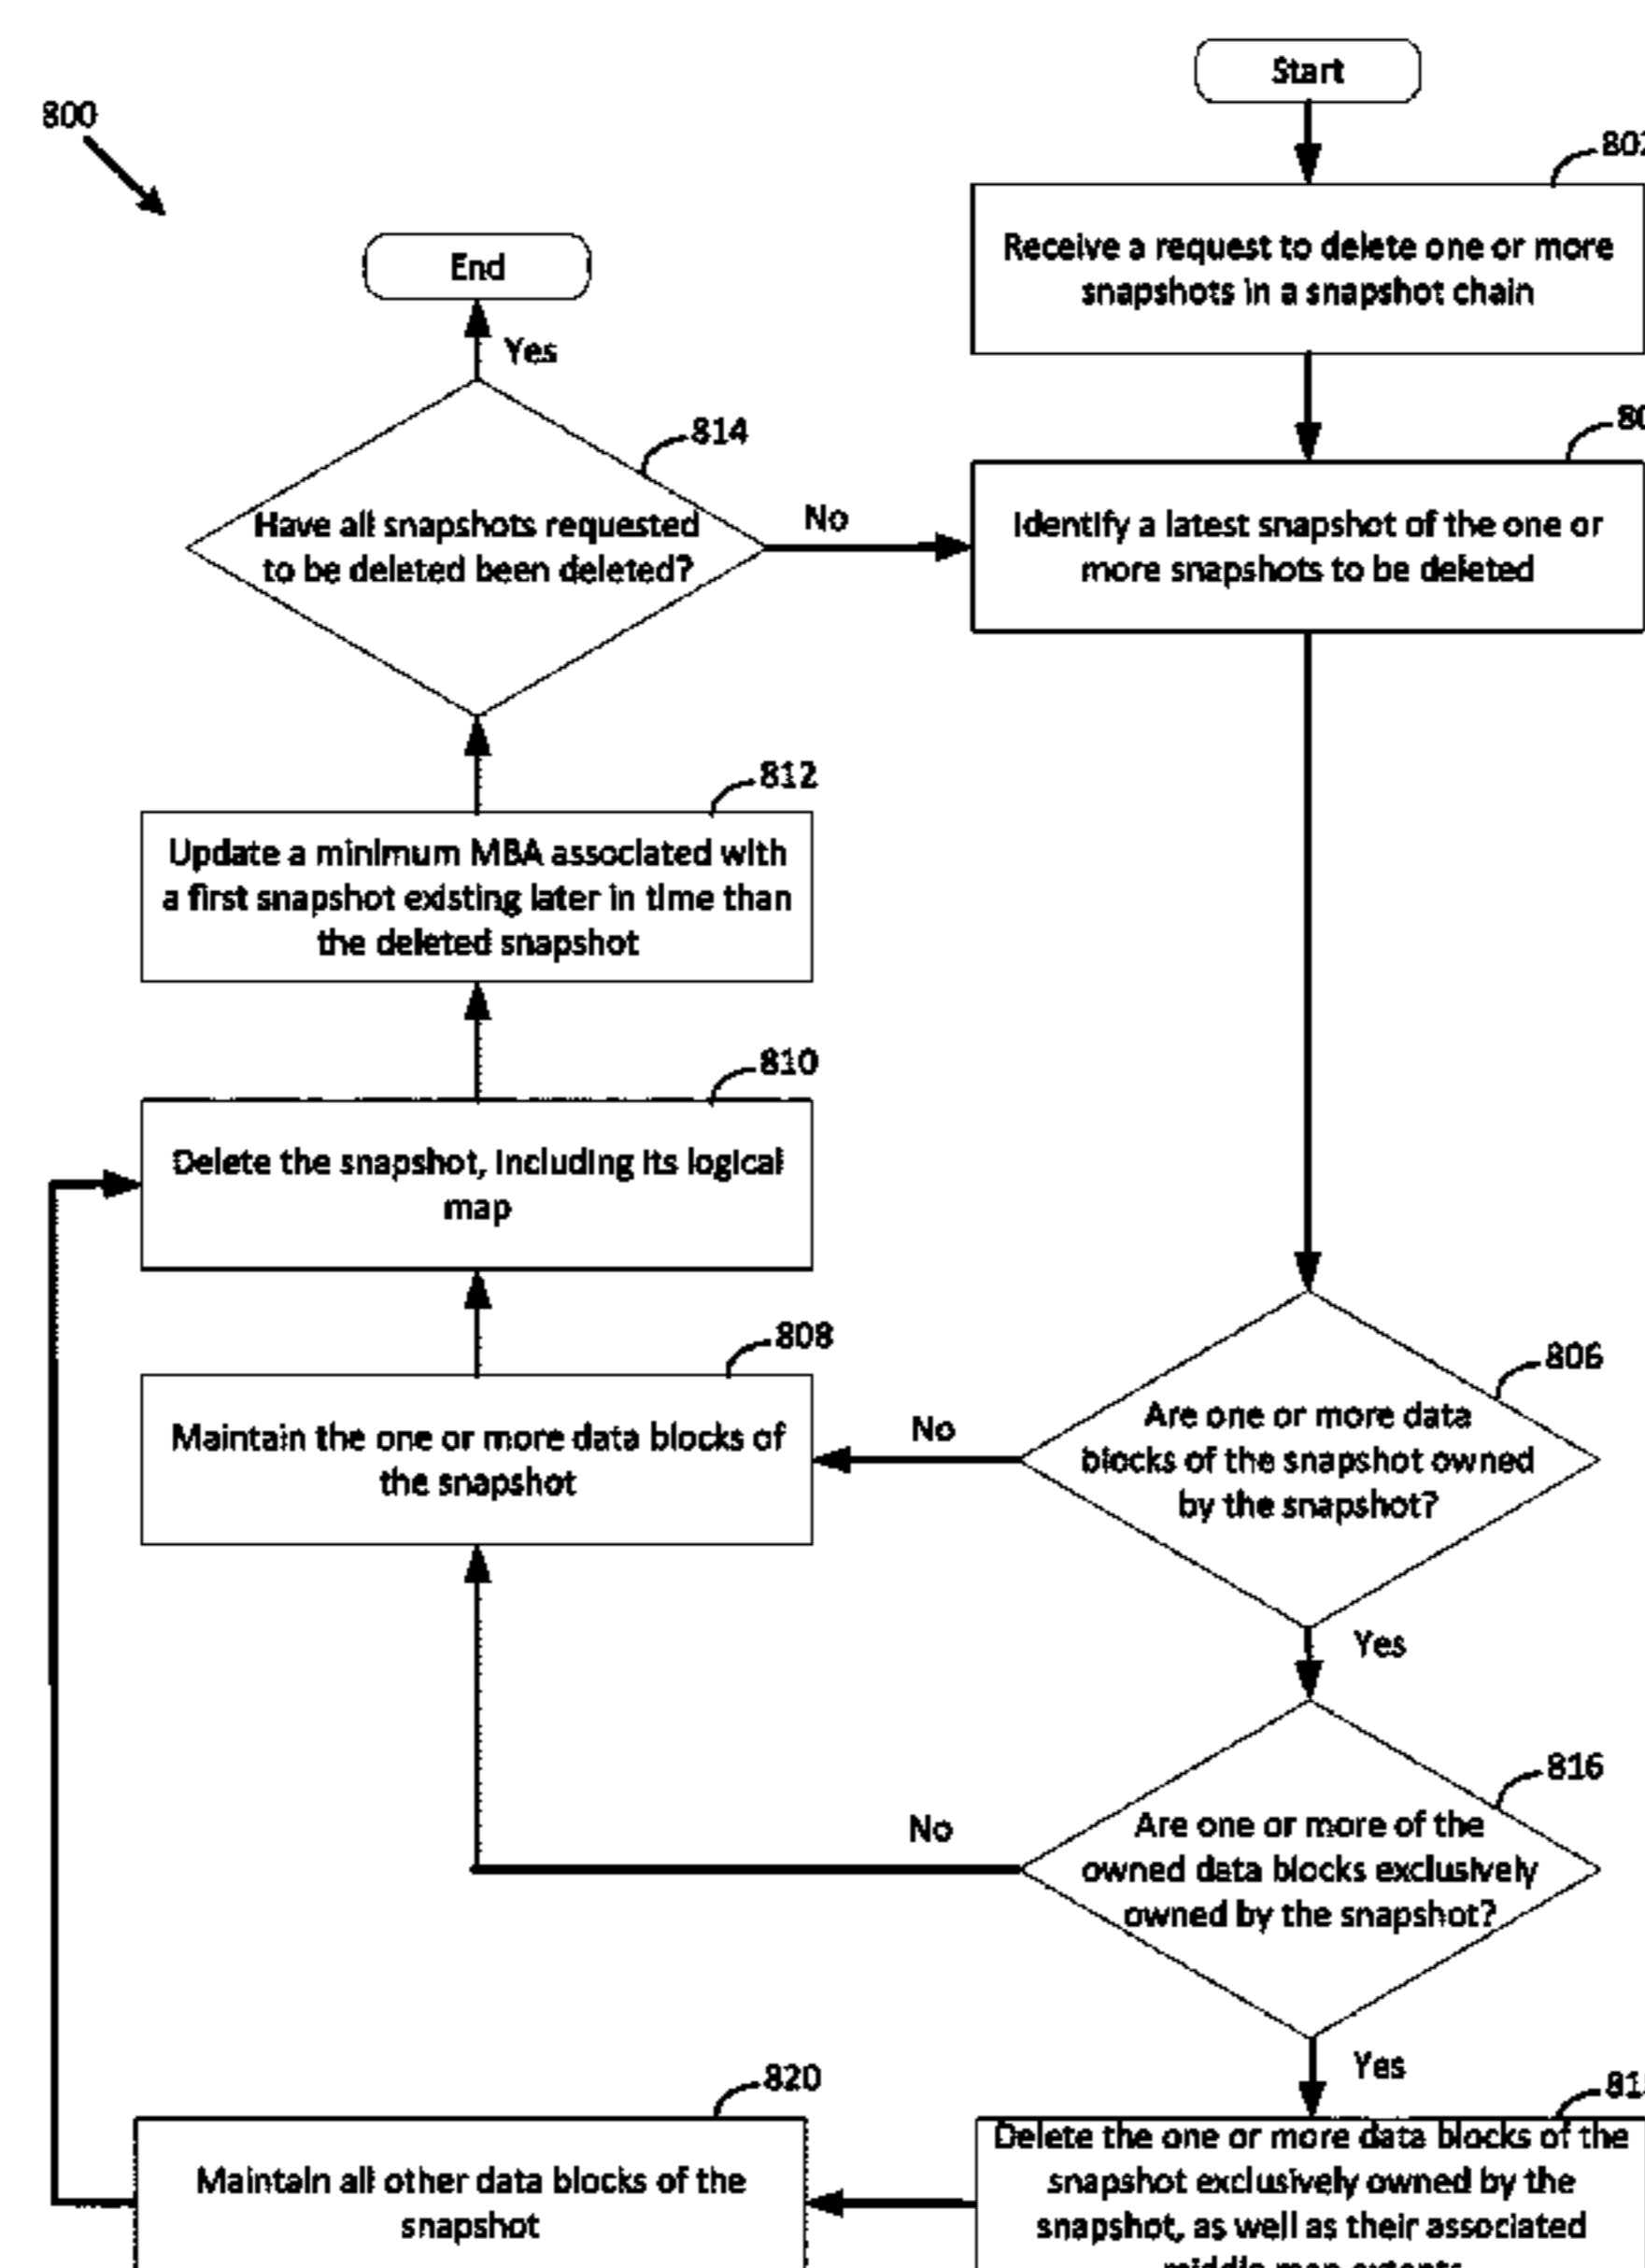 800
Start
802
Receive a request to delete one or more
snapshots in a snapshot chain
Identify a latest snapshot of the one or
more snapshots to be deleted
End
Yes
814
Have all snapshots requested
to be deleted been deleted?
No
812
Update a minimum MBA associated with
a first snapshot existing later in time than
the deleted snapshot
810
Delete the snapshot, including its logical
map
808
Maintain the one or more data blocks of
the snapshot
No
806
Are one or more data
blocks of the snapshot owned
by the snapshot?
Yes
816
Are one or more of the
owned data blocks exclusively
owned by the snapshot?
No
Yes
Delete the one or more data blocks of the
snapshot exclusively owned by the
snapshot, as well as their associated
middle map extents
820
Maintain all other data blocks of the
snapshot